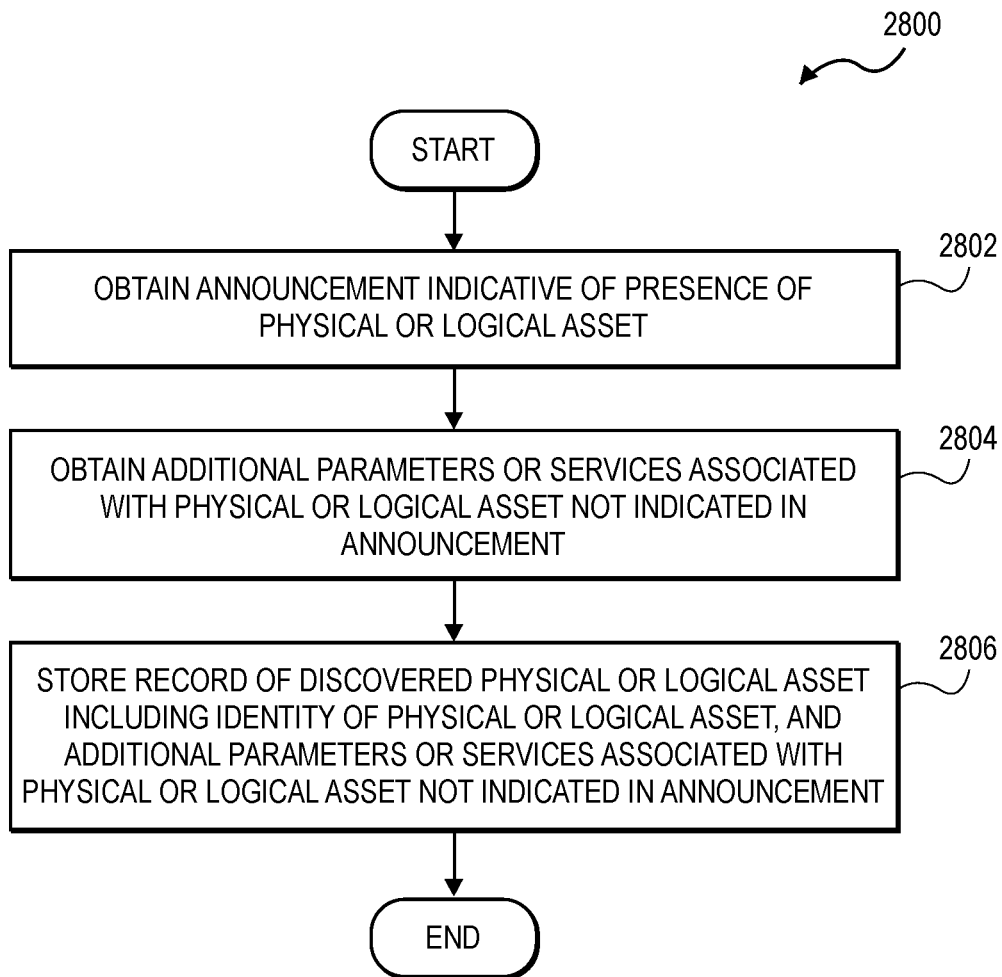 2800
START
2802
OBTAIN ANNOUNCEMENT INDICATIVE OF PRESENCE OF
PHYSICAL OR LOGICAL ASSET
2804
OBTAIN ADDITIONAL PARAMETERS OR SERVICES ASSOCIATED
WITH PHYSICAL OR LOGICAL ASSET NOT INDICATED IN
ANNOUNCEMENT
2806
STORE RECORD OF DISCOVERED PHYSICAL OR LOGICAL ASSET
INCLUDING IDENTITY OF PHYSICAL OR LOGICAL ASSET, AND
ADDITIONAL PARAMETERS OR SERVICES ASSOCIATED WITH
PHYSICAL OR LOGICAL ASSET NOT INDICATED IN ANNOUNCEMENT
END